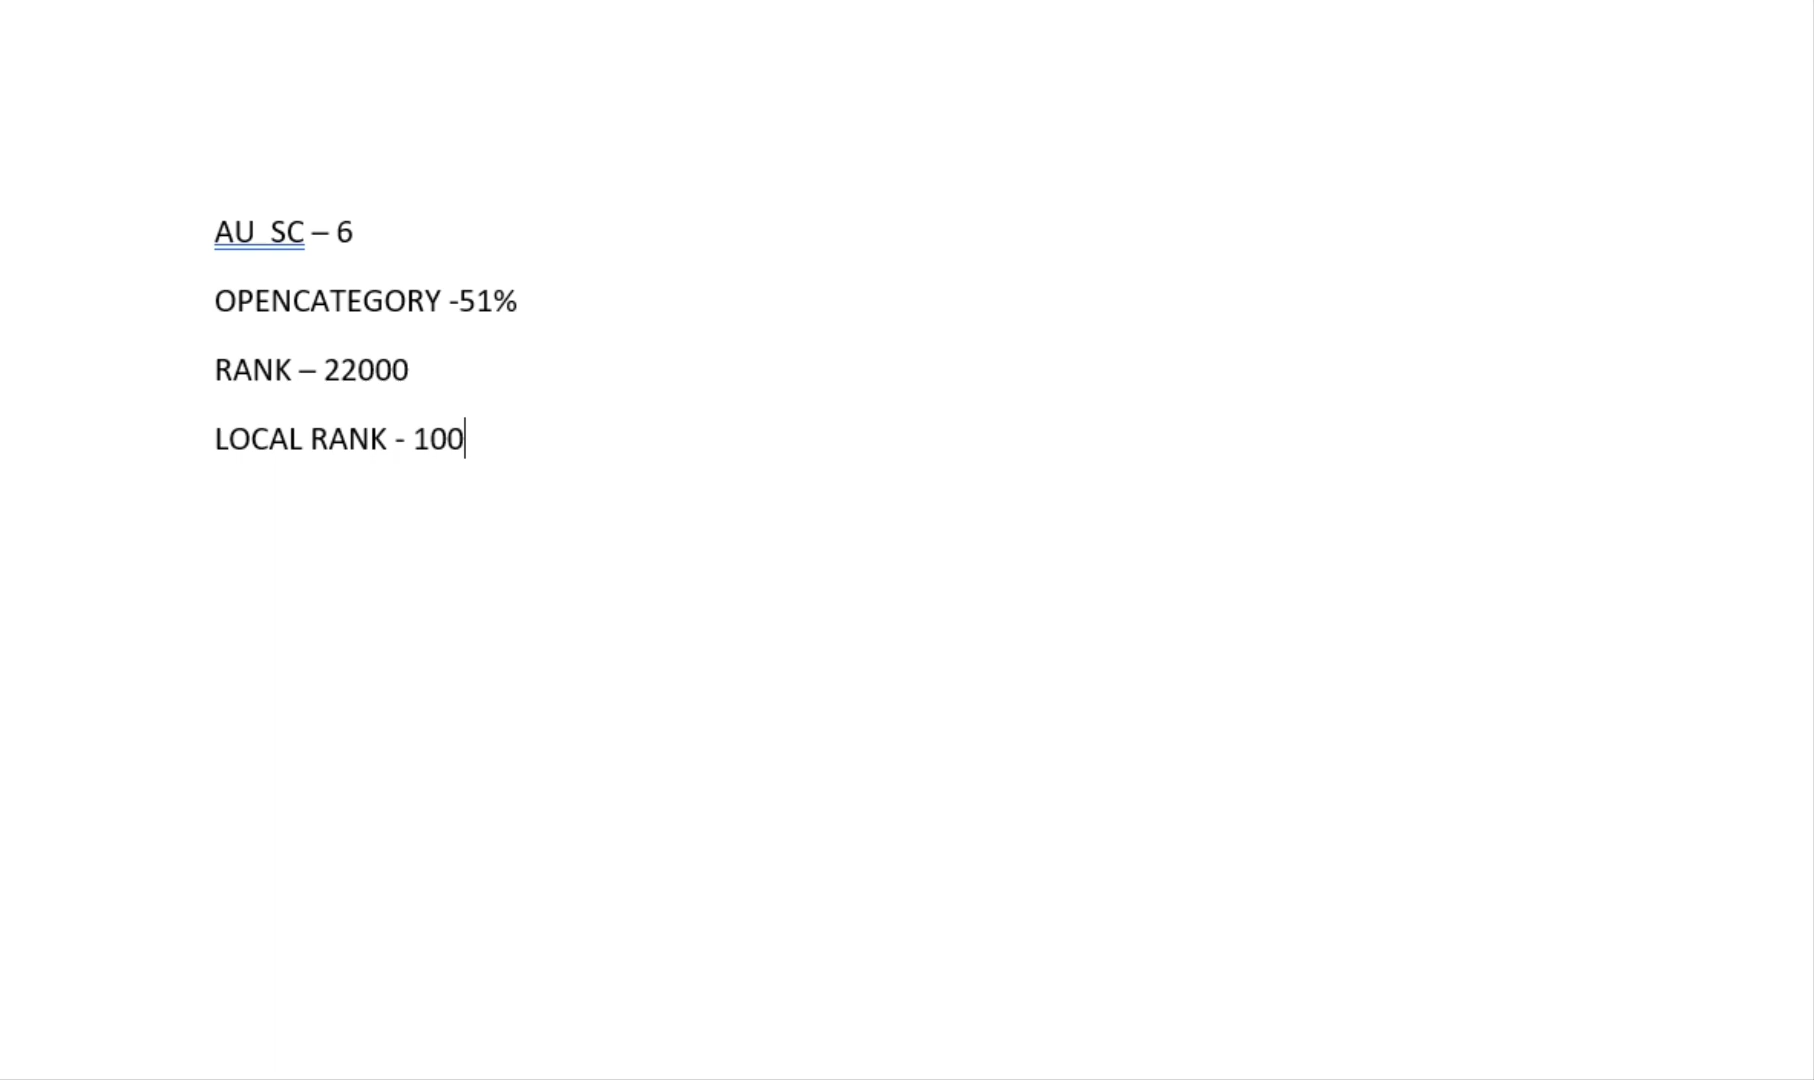 AU  SC – 6
OPENCATEGORY -51%
RANK – 22000
LOCAL RANK - 100